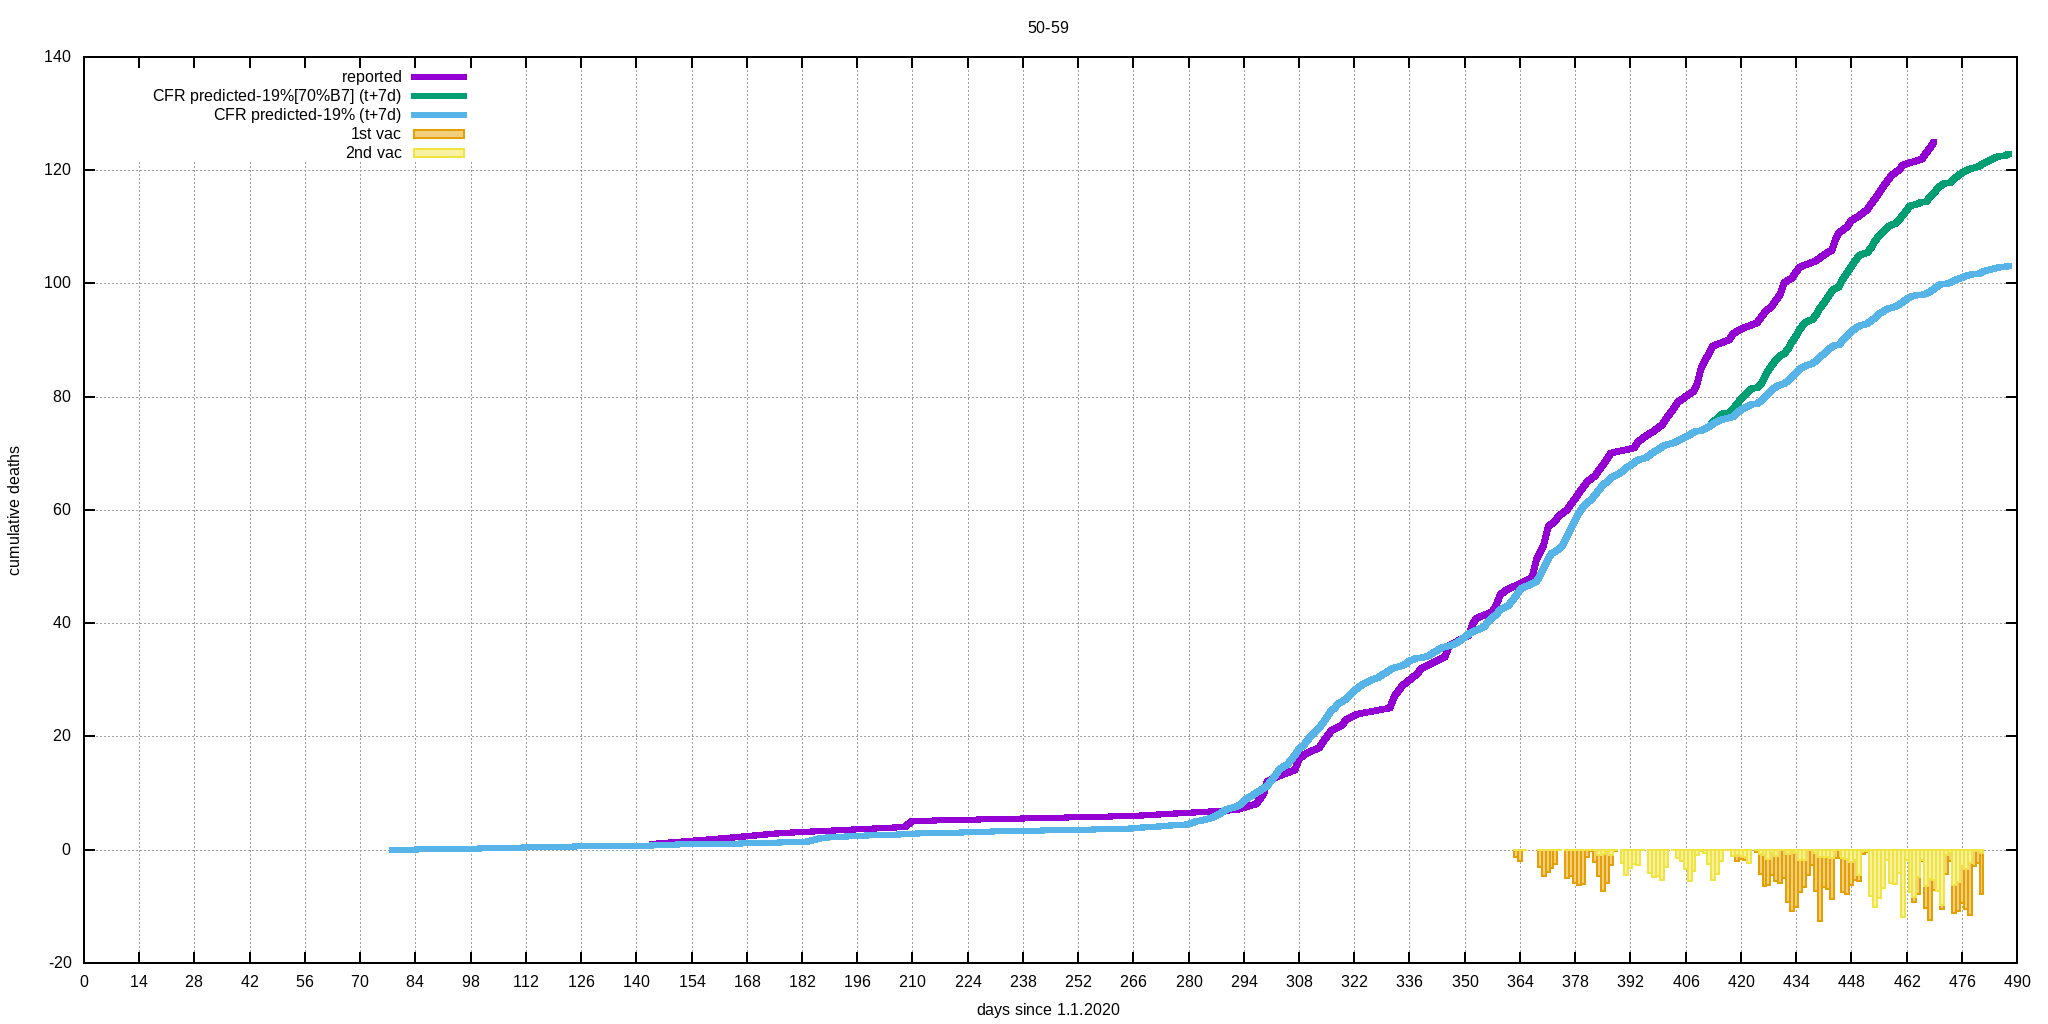 50-59
140
120
100
80
60
40
20
0
-20
cumulative deaths
reported
CFR predicted-19%[70%B7] (t+7d)
CFR predicted-19% (t+7d)
1st vac
2nd vac
0 14 28 42 56 70 84 98 112 126 140 154 168 182 196 210 224 238 252 266 280 294 308 322 336 350 364 378 392 406 420 434 448 462 476 490
days since 1.1.2020